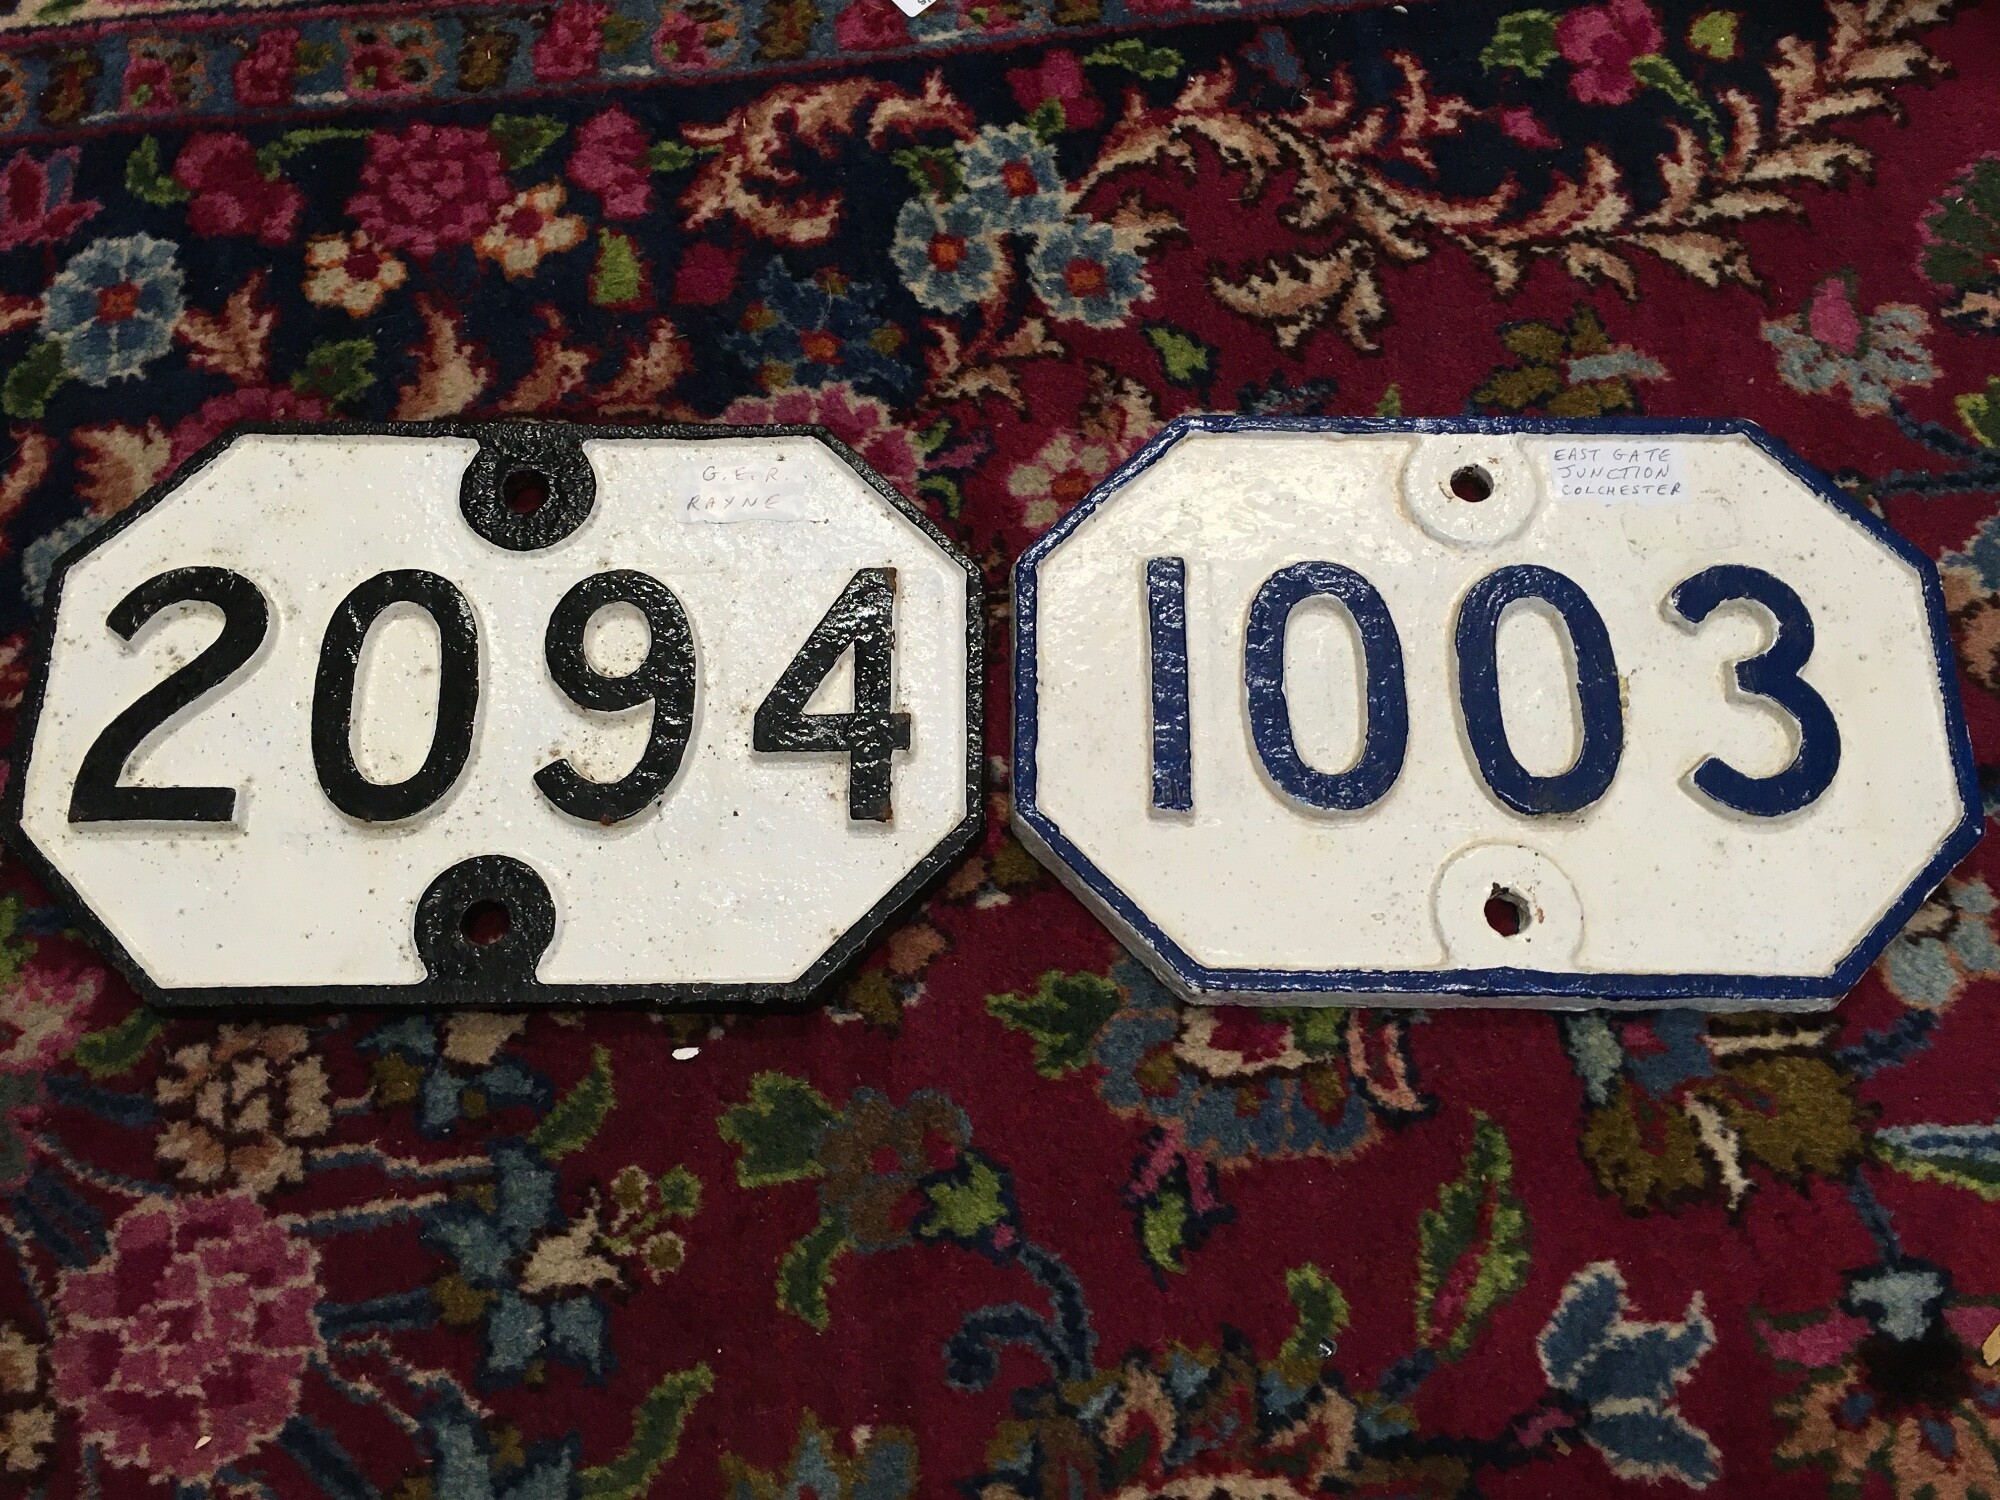 G.E.R.
RAYNE
2094
EAST GATE
JUNCTION
COLCHESTER
1003